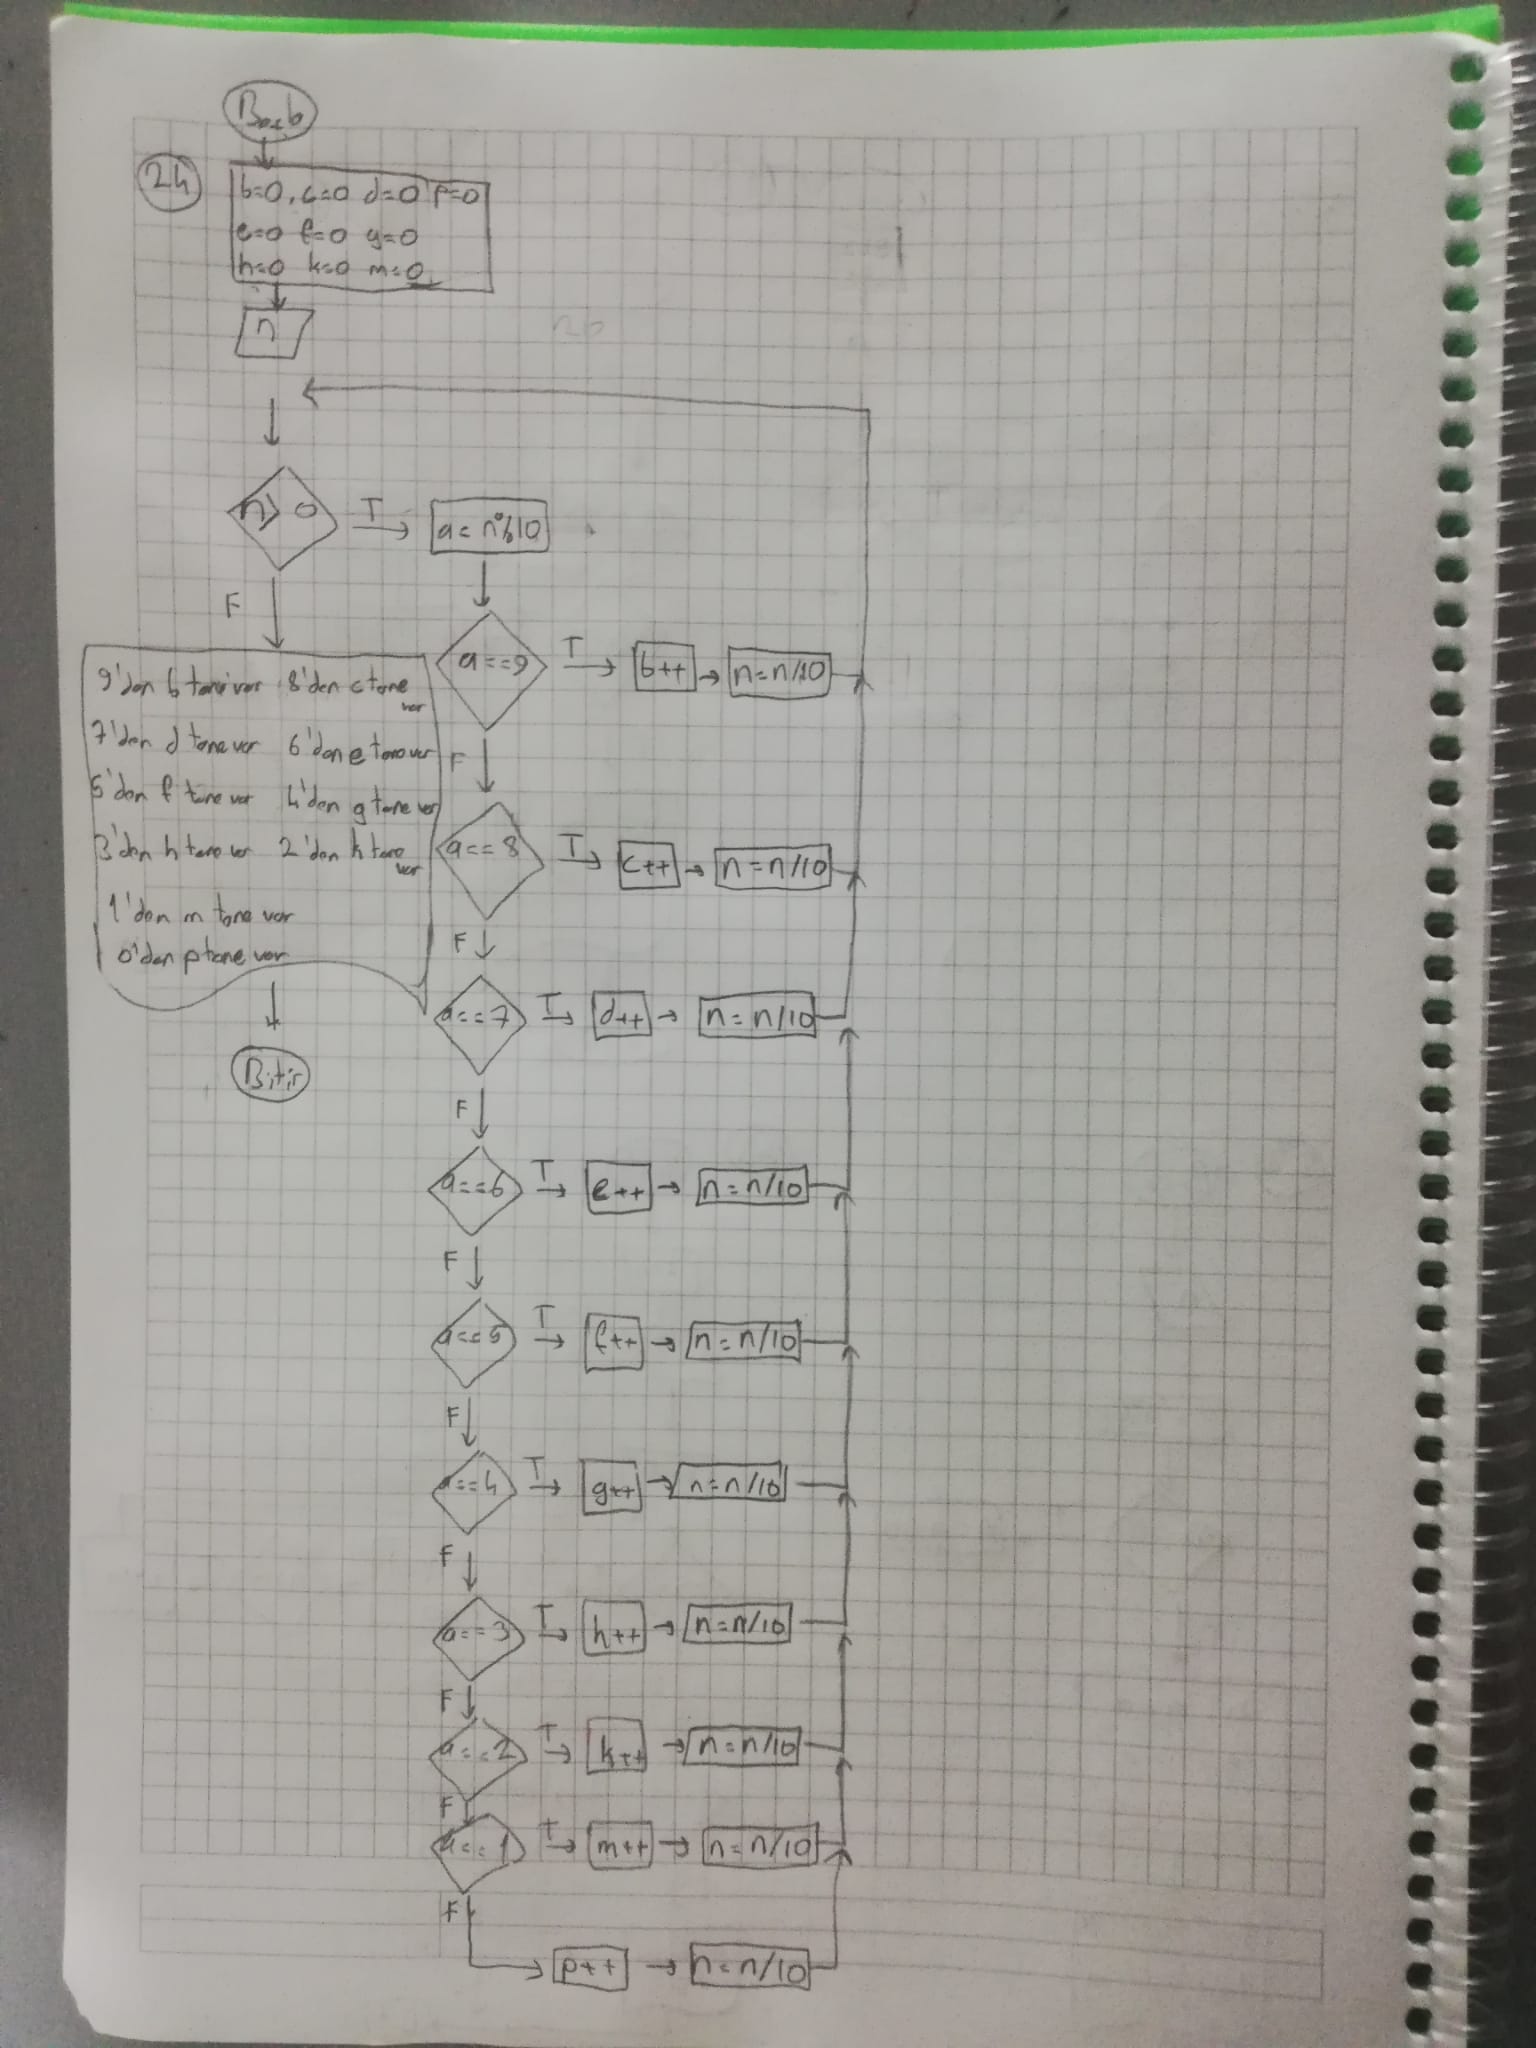 Başla
24
b=0, c=0 d=0 p=0
e=0 f=0 g=0
h=0 k=0 m=0
n
n>0
T
a=n%10
F
a==9
T
b++
n=n/10
9'dan b tane var 8'den c tane var
7'den d tane var 6'dan e tane var
5'den f tane var 4'den g tane var
3'den h tane var 2'den k tane var
1'den m tane var
0'dan p tane var
Bitir
F
a==8
T
c++
n=n/10
F
a==7
T
d++
n=n/10
F
a==6
T
e++
n=n/10
F
a==5
T
f++
n=n/10
F
a==4
T
g++
n=n/10
F
a==3
T
h++
n=n/10
F
a==2
T
k++
n=n/10
F
a==1
T
m++
n=n/10
F
p++
n=n/10